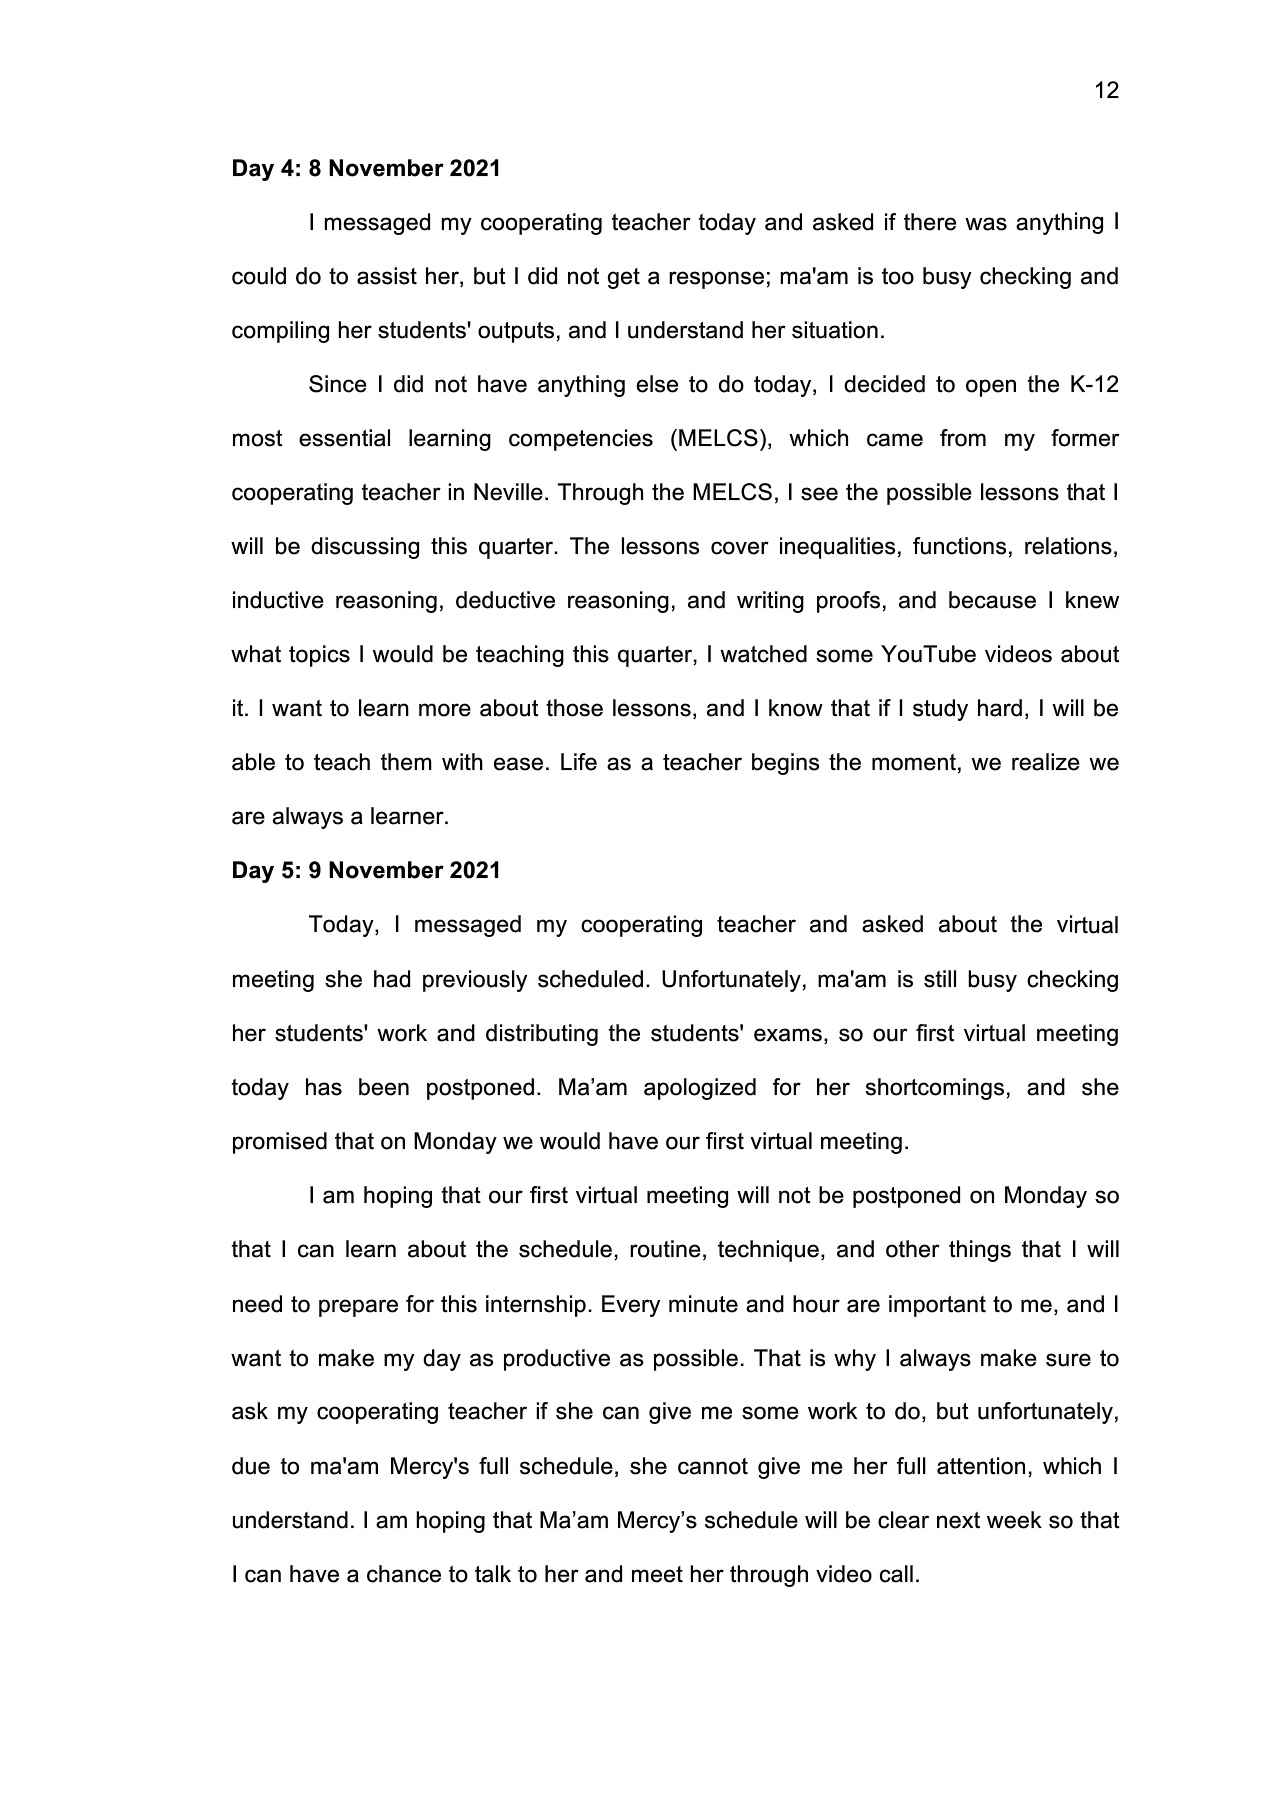 12
Day 4: 8 November 2021
I messaged my cooperating teacher today and asked if there was anything I
could do to assist her, but I did not get a response; ma'am is too busy checking and
compiling her students' outputs, and I understand her situation.
Since I did not have anything else to do today, I decided to open the K-12
most essential learning competencies (MELCS), which came from my former
cooperating teacher in Neville. Through the MELCS, I see the possible lessons that I
will be discussing this quarter. The lessons cover inequalities, functions, relations,
inductive reasoning, deductive reasoning, and writing proofs, and because I knew
what topics I would be teaching this quarter, I watched some YouTube videos about
it. I want to learn more about those lessons, and I know that if I study hard, I will be
able to teach them with ease. Life as a teacher begins the moment, we realize we
are always a learner.
Day 5: 9 November 2021
Today, I messaged my cooperating teacher and asked about the virtual
meeting she had previously scheduled. Unfortunately, ma'am is still busy checking
her students' work and distributing the students' exams, so our first virtual meeting
today has been postponed. Ma’am apologized for her shortcomings, and she
promised that on Monday we would have our first virtual meeting.
I am hoping that our first virtual meeting will not be postponed on Monday so
that I can learn about the schedule, routine, technique, and other things that I will
need to prepare for this internship. Every minute and hour are important to me, and I
want to make my day as productive as possible. That is why I always make sure to
ask my cooperating teacher if she can give me some work to do, but unfortunately,
due to ma'am Mercy's full schedule, she cannot give me her full attention, which I
understand. I am hoping that Ma’am Mercy’s schedule will be clear next week so that
I can have a chance to talk to her and meet her through video call.